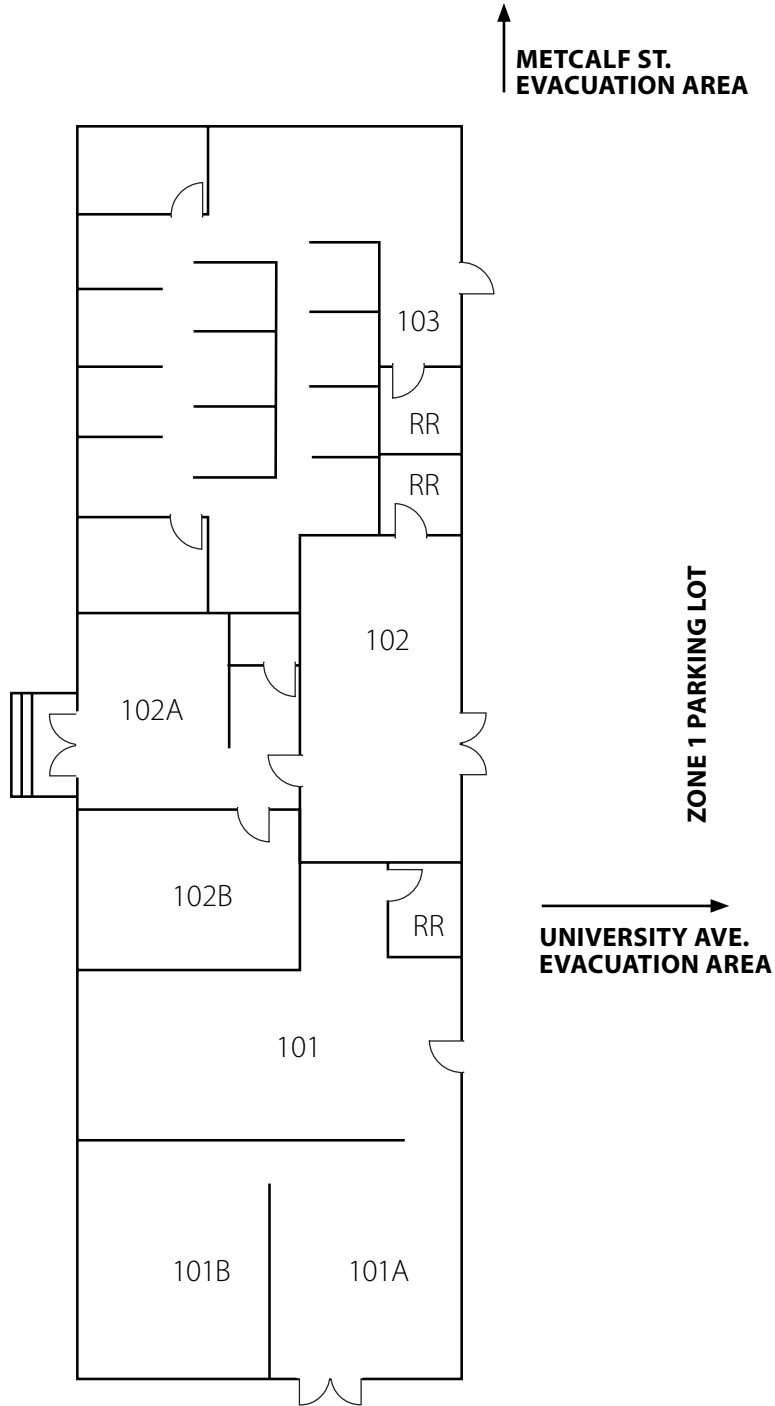 METCALF ST.
EVACUATION AREA
103
RR
RR
102
102A
ZONE 1 PARKING LOT
102B
RR
UNIVERSITY AVE.
EVACUATION AREA
101
101B
101A